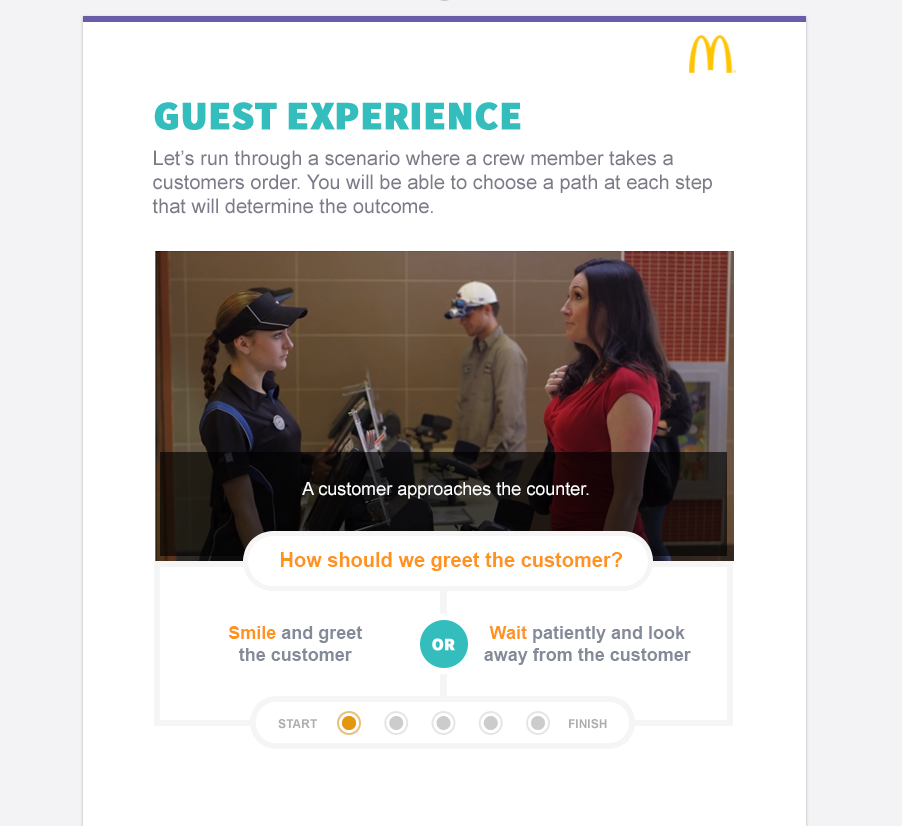 GUEST EXPERIENCE
Let's run through a scenario where a crew member takes a
customers order. You will be able to choose a path at each step
that will determine the outcome.
A customer approaches the counter.
How should we greet the customer?
Smile and greet
the customer
OR
Wait patiently and look
away from the customer
START
FINISH